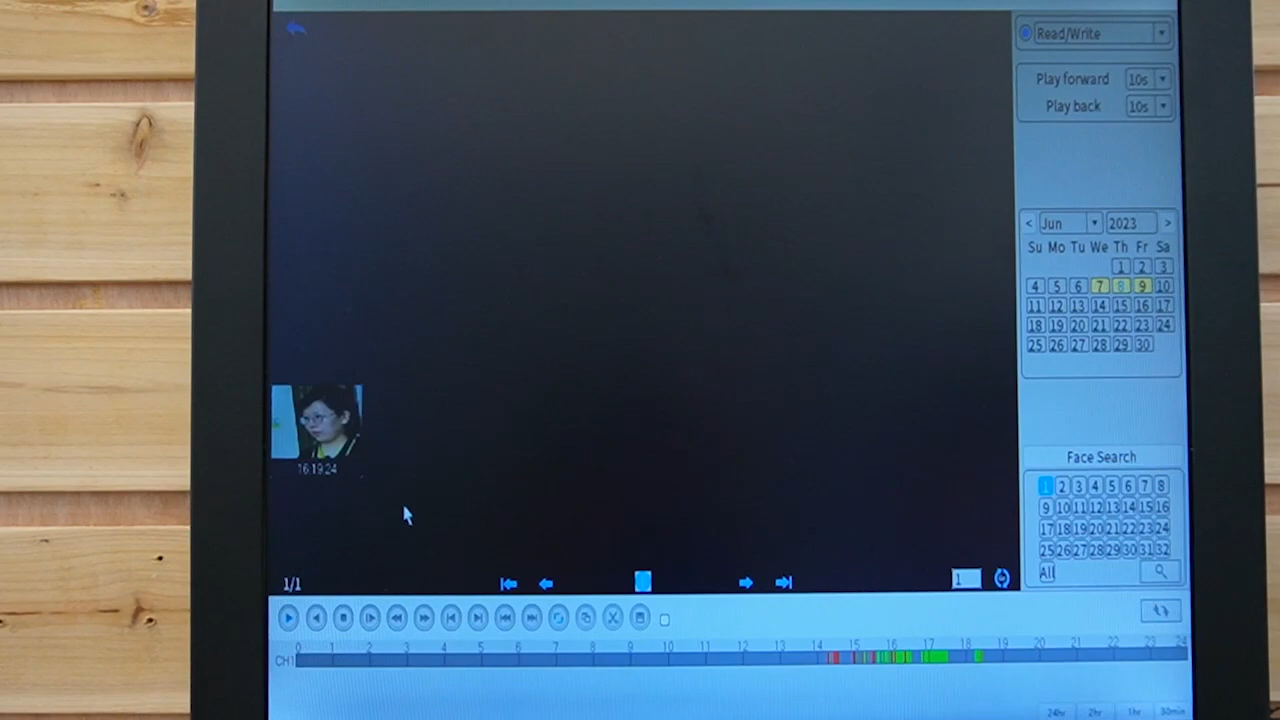 Read/Write
Play forward 10s
Play back 10s
< Jun 2023 >
Su Mo Tu We Th Fr Sa
1 2 3
4 5 6 7 8 9 10
11 12 13 14 15 16 17
18 19 20 21 22 23 24
25 26 27 28 29 30
16:19:24
Face Search
1 2 3 4 5 6 7 8
9 10 11 12 13 14 15 16
17 18 19 20 21 22 23 24
25 26 27 28 29 30 31 32
All
1/1
1
0 1 2 3 4 5 6 7 8 9 10 11 12 13 14 15 16 17 18 19 20 21 22 23 24
CH1
24hr 2hr 1hr 30min